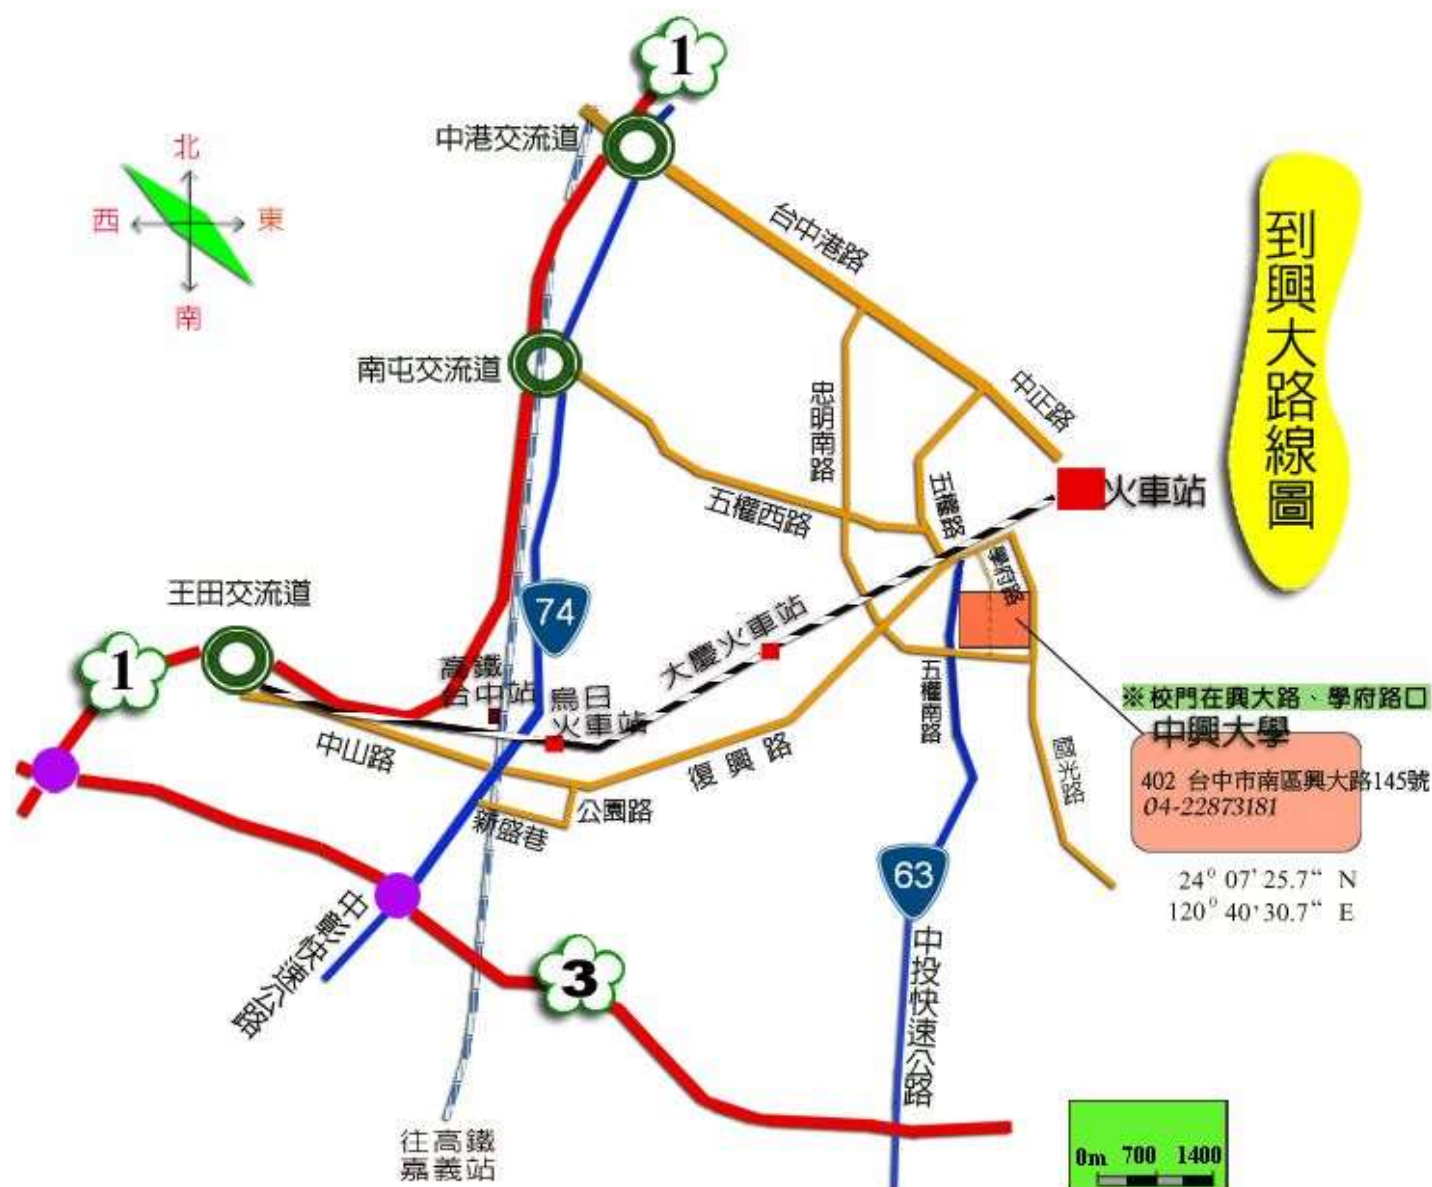 1
中港交流道
北
西
東
南
台中港路
到興大路線圖
南屯交流道
忠明南路
中正路
五權路
火車站
五權西路
學府路
王田交流道
74
1
高鐵
台中站
烏日
火車站
大慶火車站
五權南路
※校門在興大路、學府路口
中興大學
402 台中市南區興大路145號
04-22873181
中山路
復興路
國光路
公園路
新盛巷
63
24° 07' 25.7“ N
120° 40' 30.7“ E
中彰快速公路
3
中投快速公路
往高鐵
嘉義站
0m 700 1400